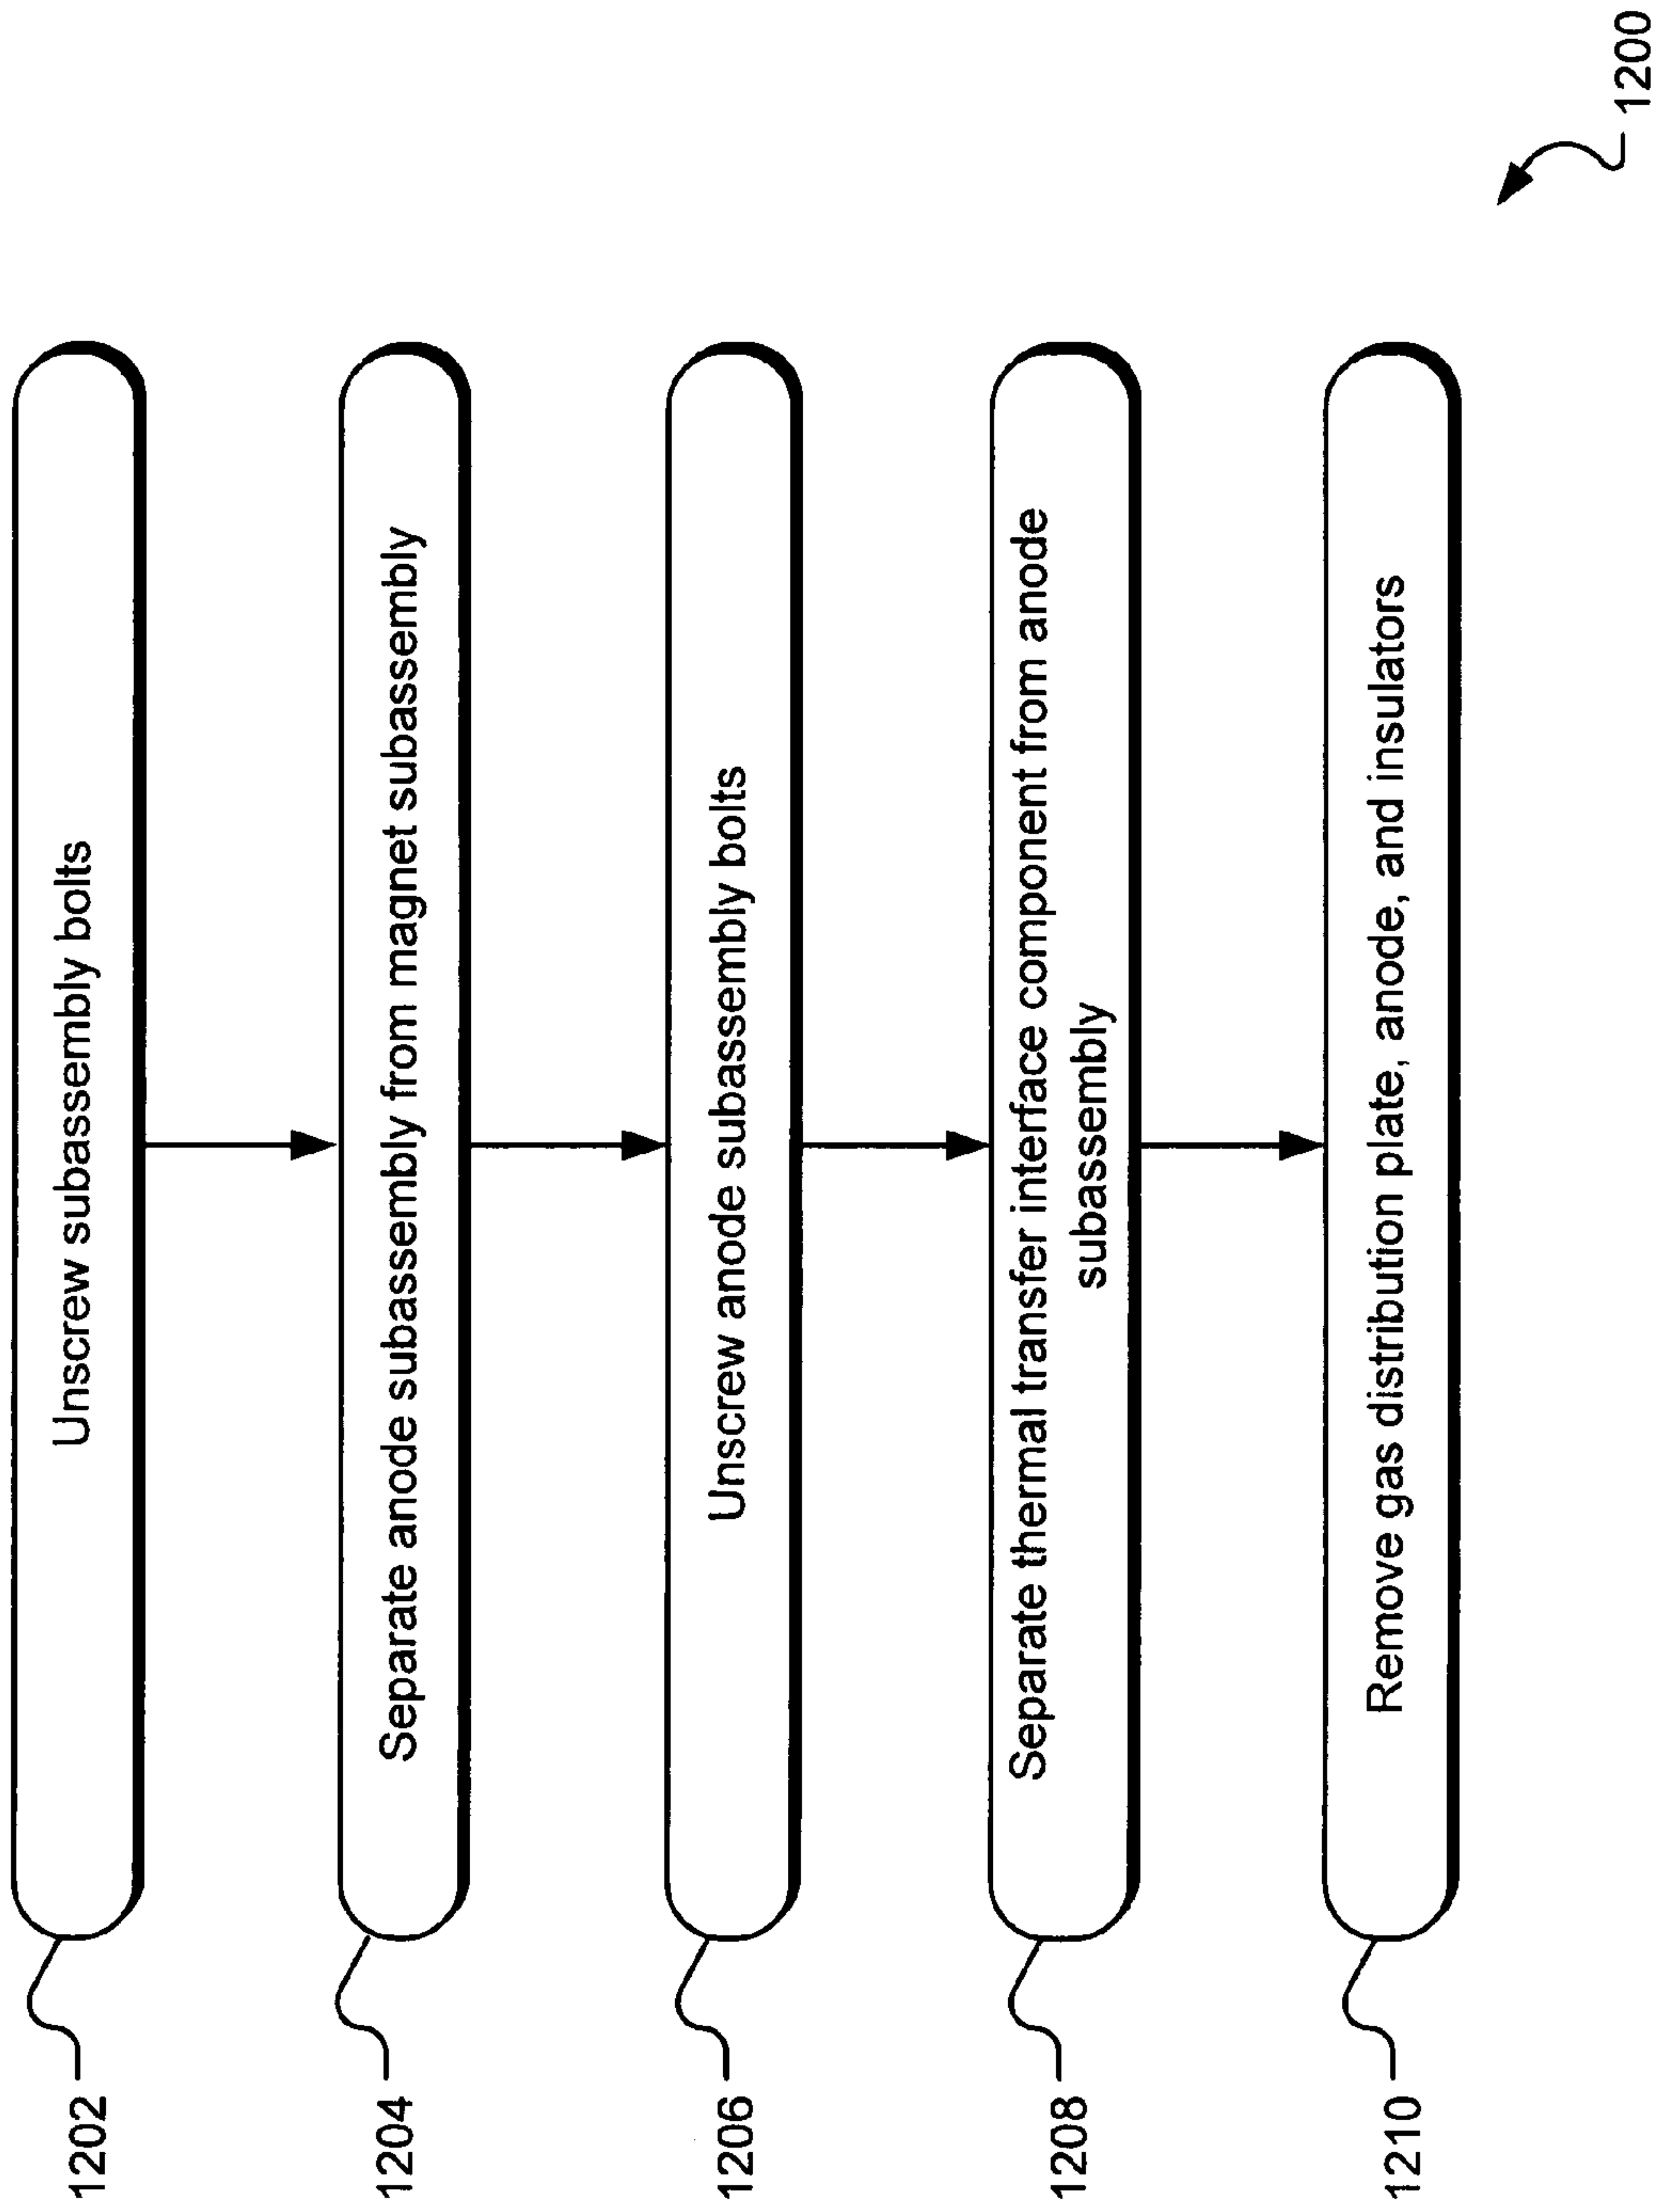 1202
Unscrew subassembly bolts
1204
Separate anode subassembly from magnet subassembly
1206
Unscrew anode subassembly bolts
1208
Separate thermal transfer interface component from anode
subassembly
1210
Remove gas distribution plate, anode, and insulators
1200